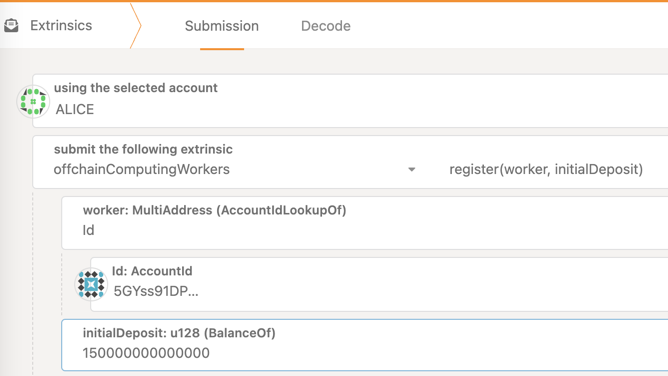 Extrinsics Submission Decode
using the selected account
ALICE
submit the following extrinsic
offchainComputingWorkers register(worker, initialDeposit)
worker: MultiAddress (AccountIdLookupOf)
Id
Id: AccountId
5GYss91DP...
initialDeposit: u128 (BalanceOf)
150000000000000